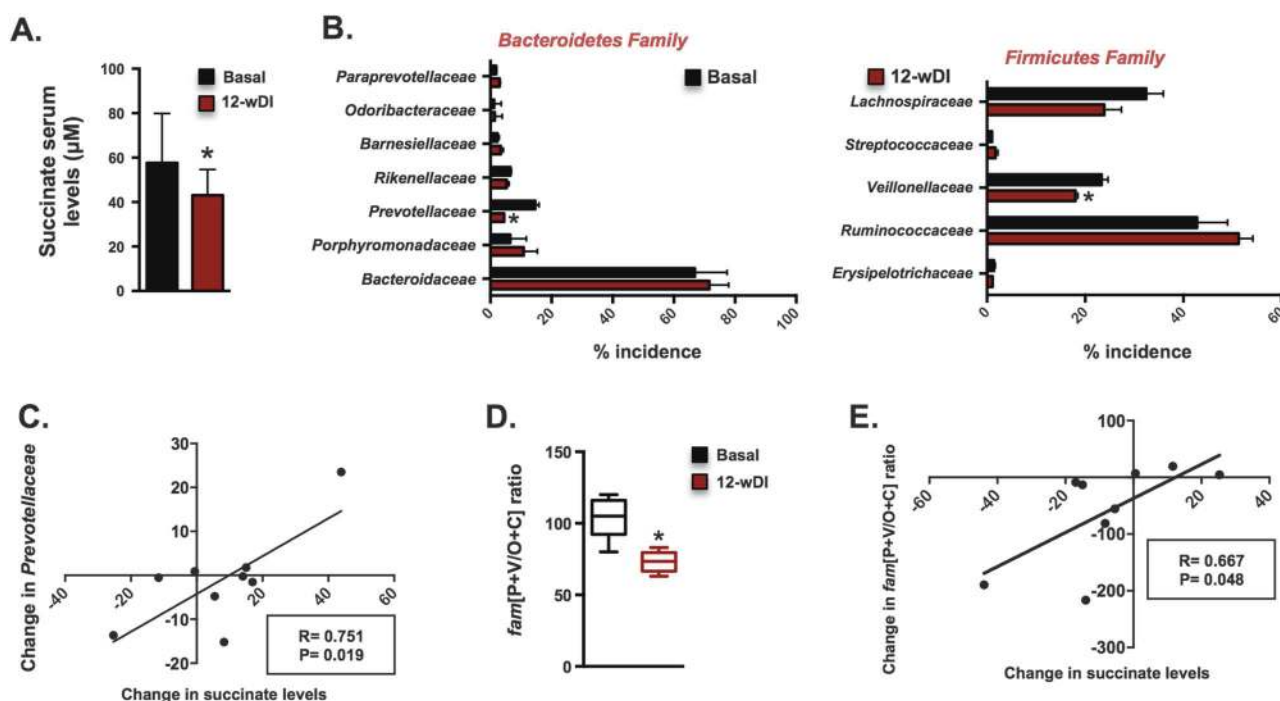 A.
Basal
12-wDI
Succinate serum
levels (µM)
100
80
60
40
20
0
*
B.
Bacteroidetes Family
Basal
Paraprevotellaceae
Odoribacteraceae
Barnesiellaceae
Rikenellaceae
Prevotellaceae
*
Porphyromonadaceae
Bacteroidaceae
0
20
40
60
80
100
% incidence
12-wDI
Firmicutes Family
Lachnospiraceae
Streptococcaceae
Veillonellaceae
*
Ruminococcaceae
Erysipelotrichaceae
0
20
40
60
% incidence
C.
Change in Prevotellaceae
30
20
10
-10
-20
-40
-20
20
40
60
R= 0.751
P= 0.019
Change in succinate levels
D.
fam[P+V/O+C] ratio
150
100
50
0
Basal
12-wDI
*
E.
Change in fam[P+V/O+C] ratio
100
-100
-200
-300
-60
-40
-20
20
40
R= 0.667
P= 0.048
Change in succinate levels